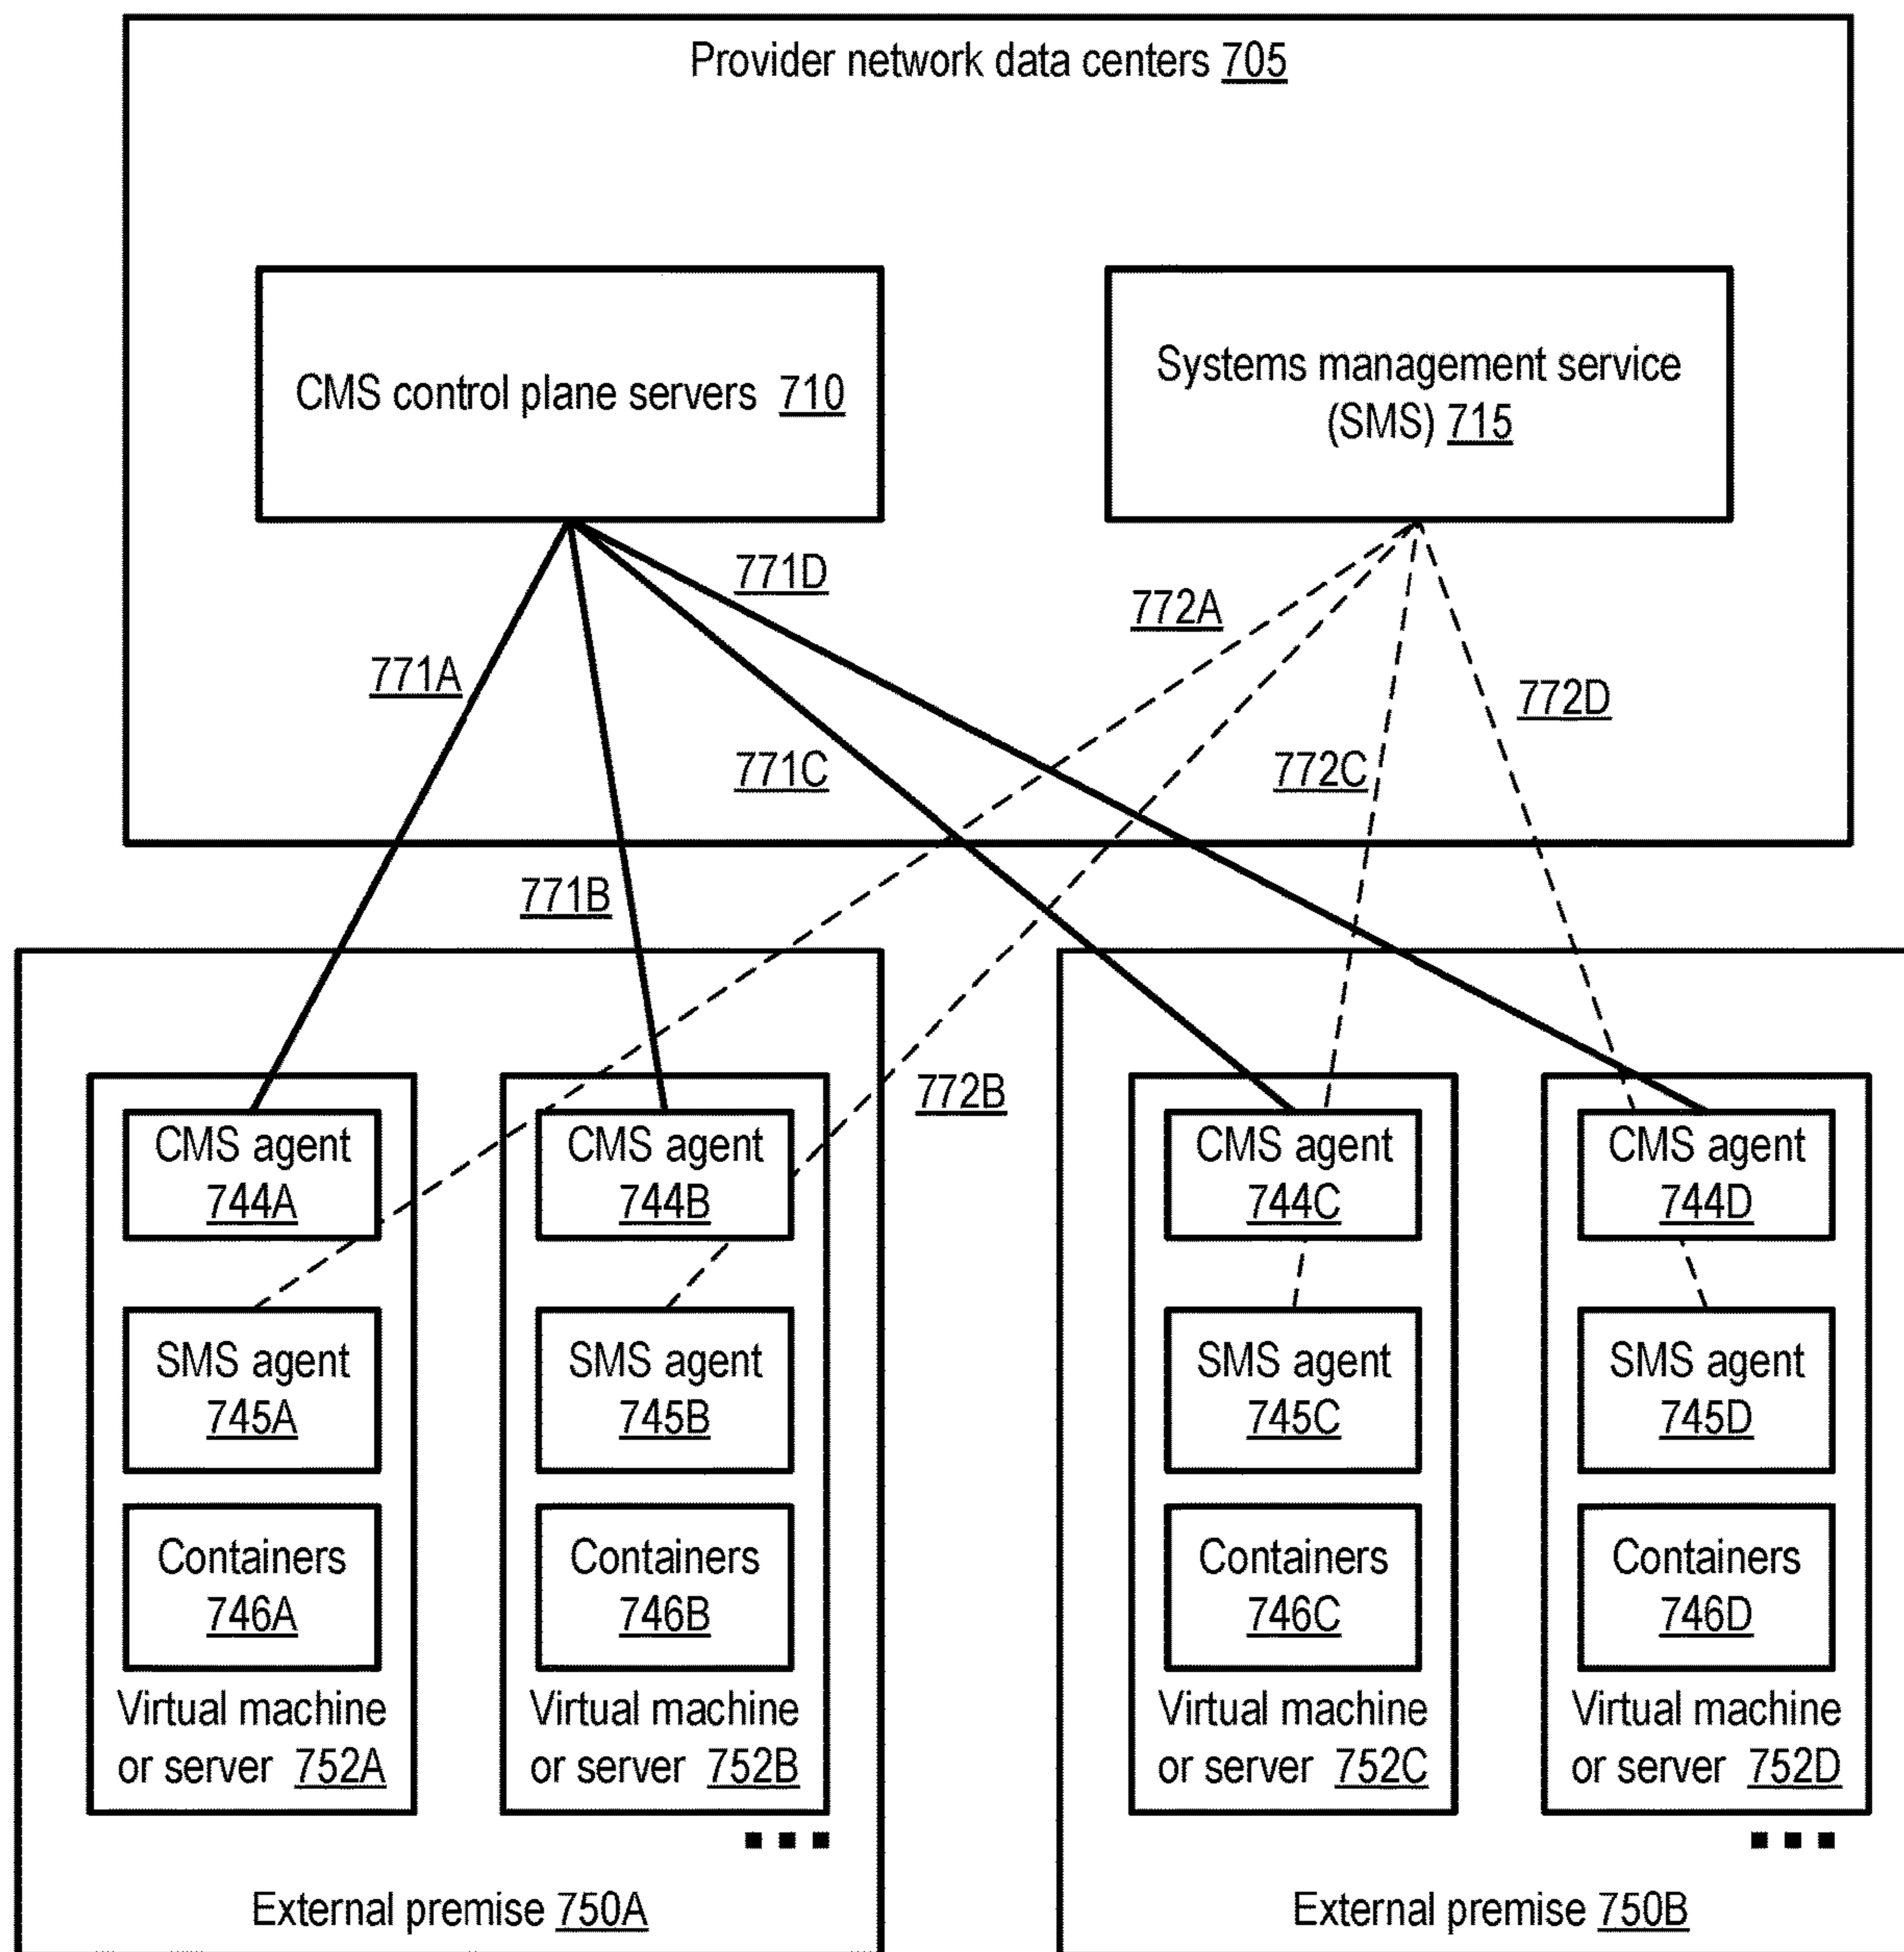 Provider network data centers 705
CMS control plane servers 710
Systems management service
(SMS) 715
771D
772A
771A
772D
771C
772C
771B
772B
CMS agent
744A
CMS agent
744B
CMS agent
744C
CMS agent
744D
SMS agent
745A
SMS agent
745B
SMS agent
745C
SMS agent
745D
Containers
746A
Containers
746B
Containers
746C
Containers
746D
Virtual machine
or server 752A
Virtual machine
or server 752B
Virtual machine
or server 752C
Virtual machine
or server 752D
External premise 750A
External premise 750B